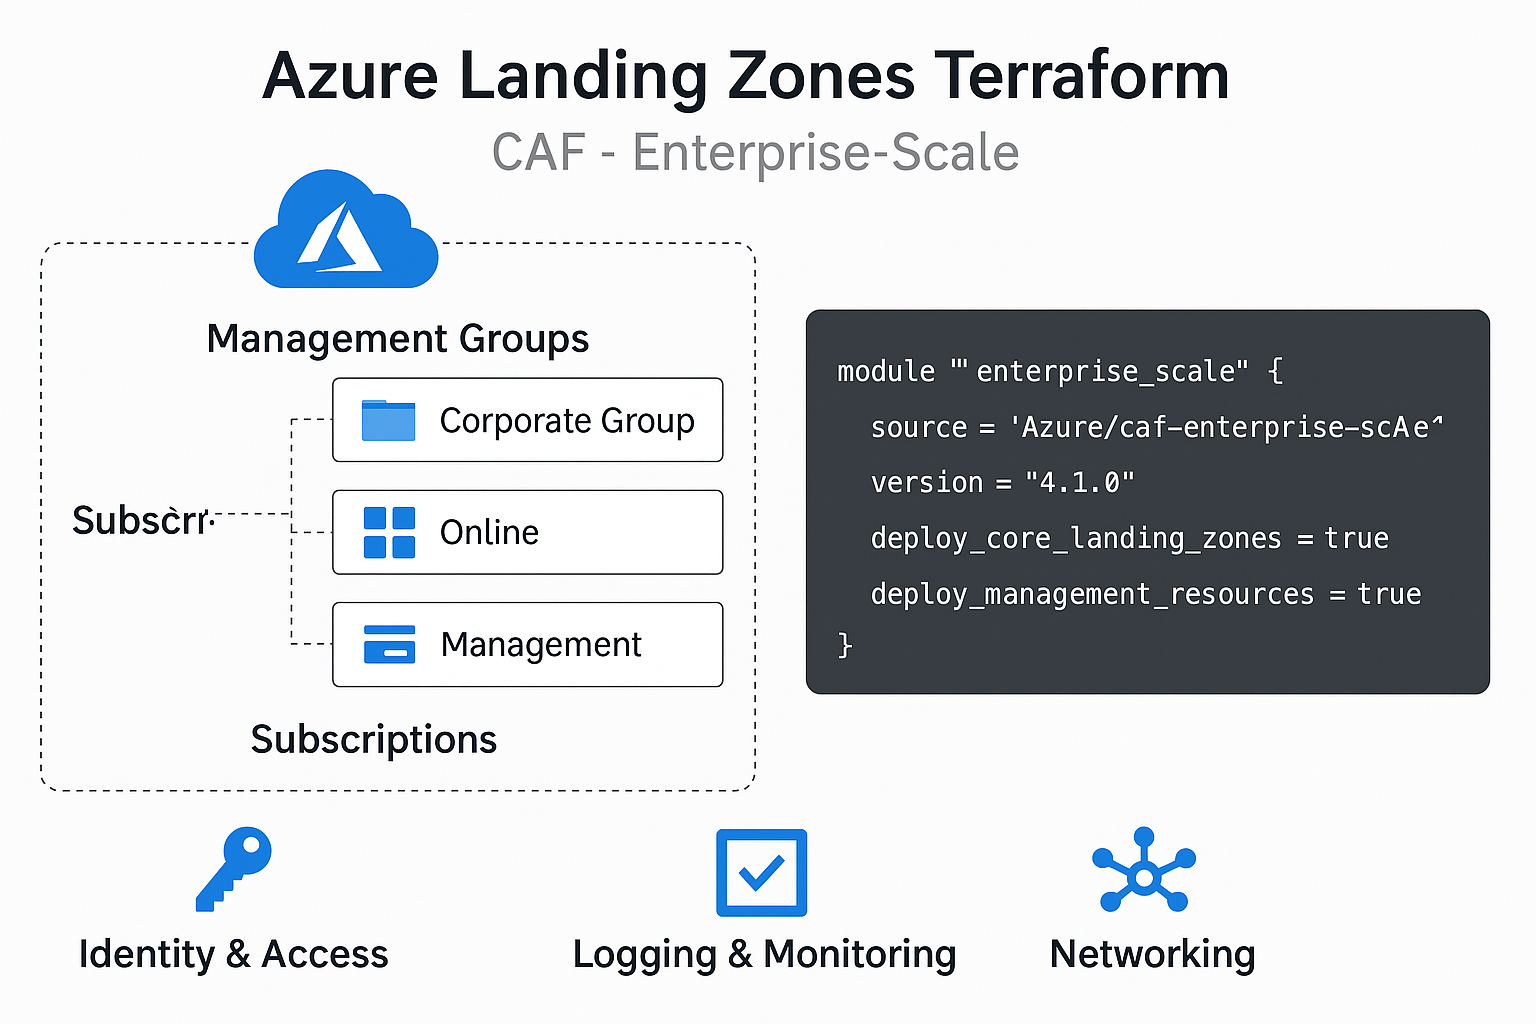 Azure Landing Zones Terraform
CAF - Enterprise-Scale
Management Groups
Corporate Group
Online
Management
Subscriptions
module "' enterprise_scale" {
source = 'Azure/caf-enterprise-scAe"
version = "4.1.0"
deploy_core_landing_zones = true
deploy_management_resources = true
}
Identity & Access
Logging & Monitoring
Networking